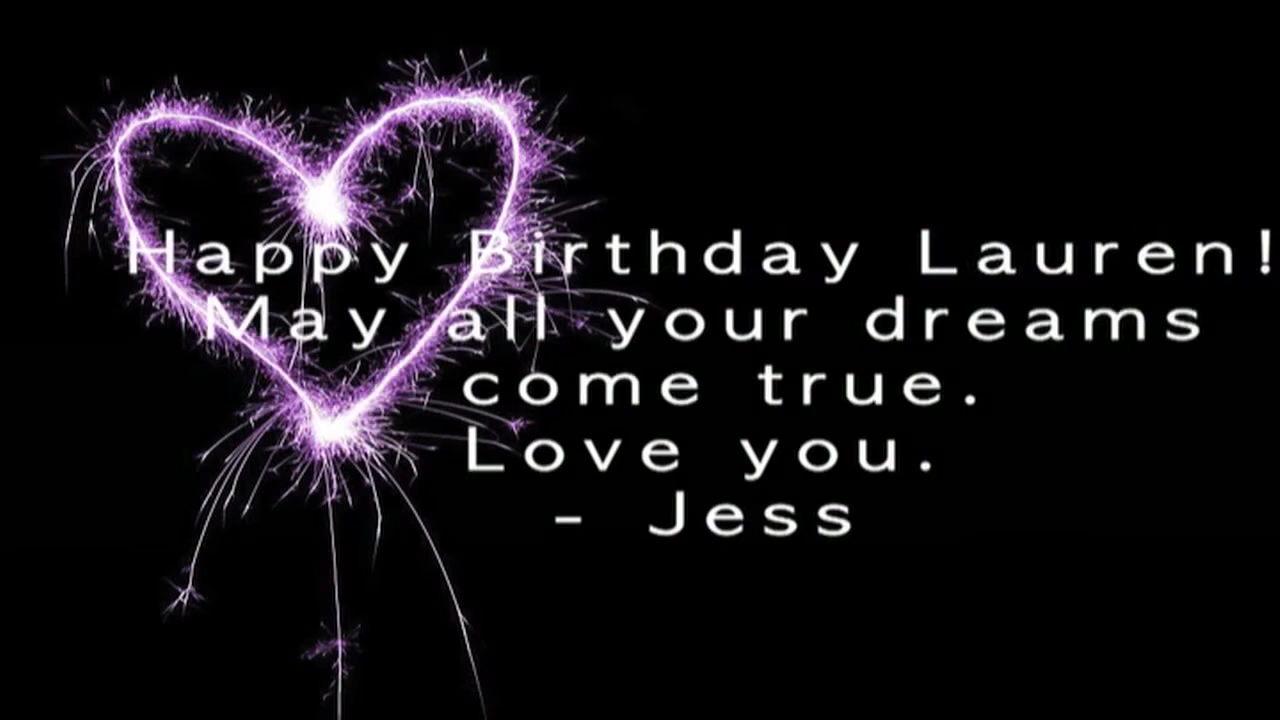 Happy Birthday Lauren!
May all your dreams
come true.
Love you.
- Jess